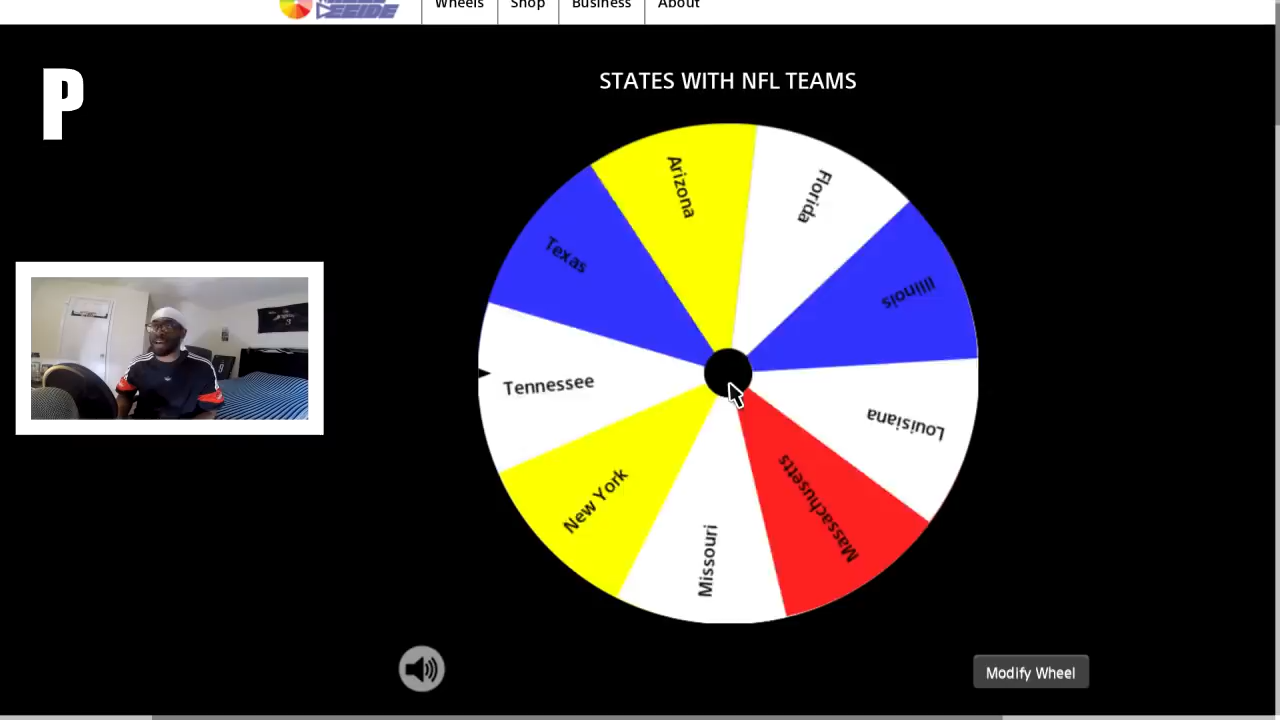 Wheels
Shop
Business
About
DECIDE
P
STATES WITH NFL TEAMS
Arizona
Florida
Texas
Illinois
Tennessee
Louisiana
New York
Massachusetts
Missouri
Modify Wheel